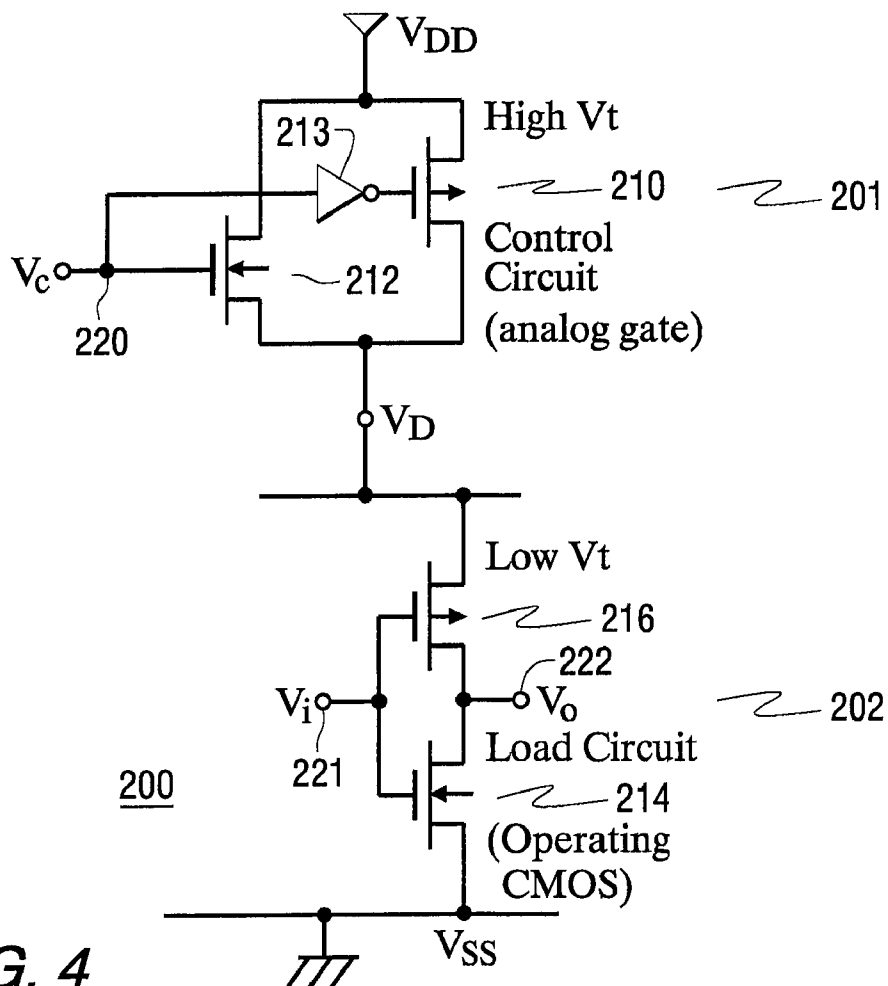 VDD
High Vt
213
210
201
Control
Circuit
(analog gate)
Vc
212
220
VD
Low Vt
216
222
Vi
Vo
202
221
Load Circuit
200
214
(Operating
CMOS)
VSS
G. 4